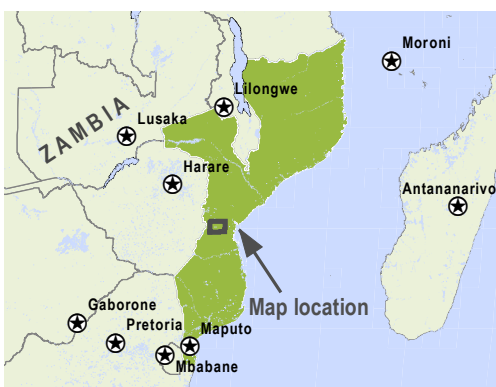 Moroni
Lilongwe
ZAMBIA
Lusaka
Harare
Antananarivo
Map location
Gaborone
Pretoria
Maputo
Mbabane